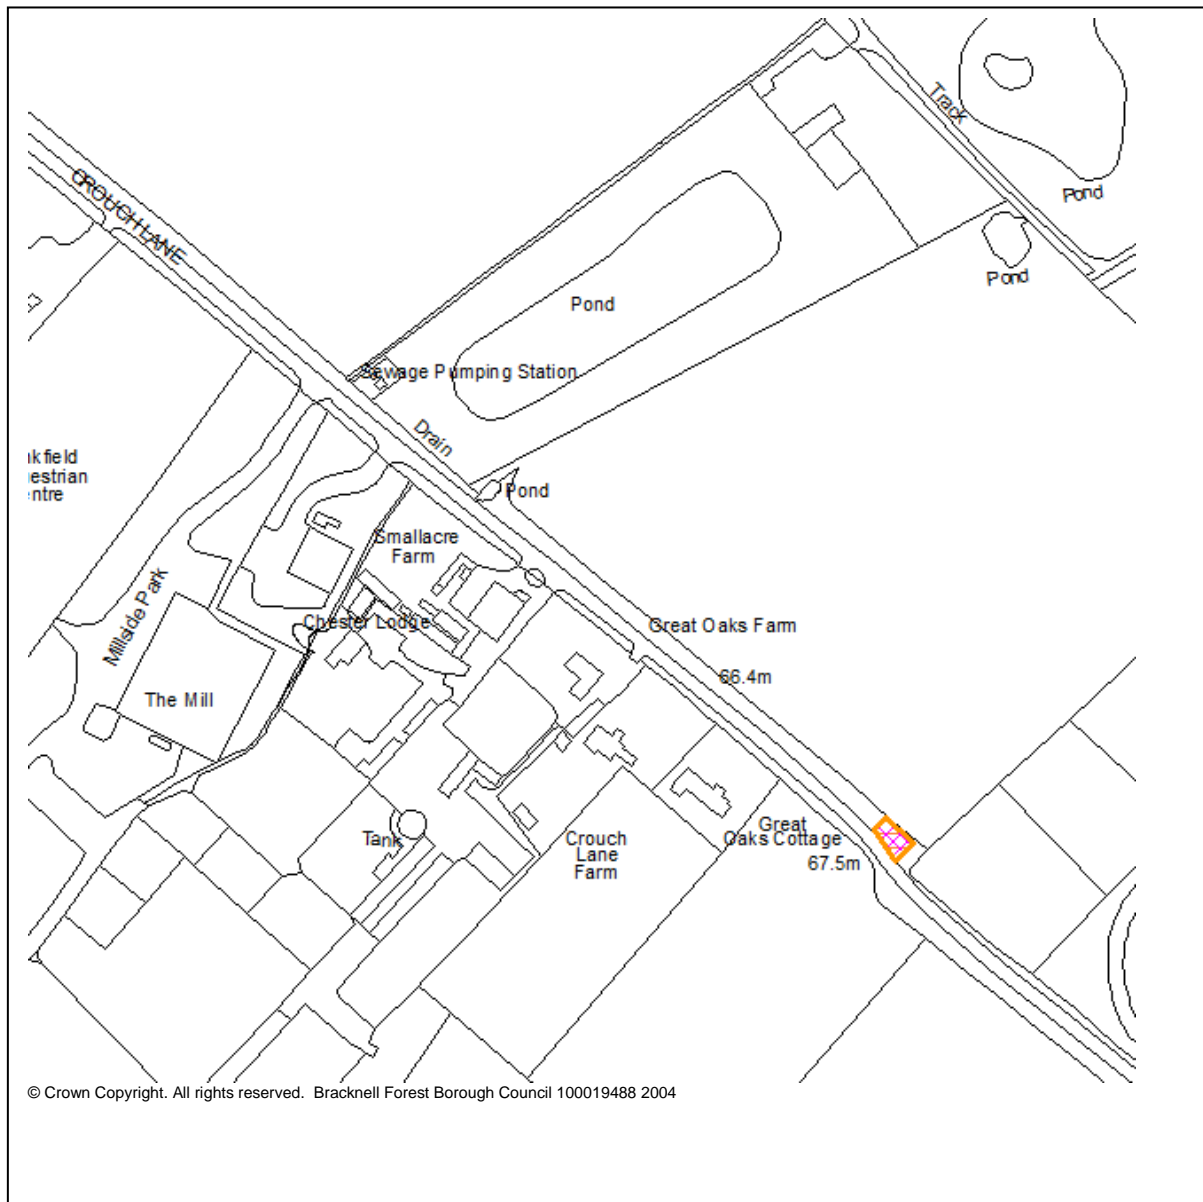 Track
Pond
CROUCH LANE
Pond
Pond
Sewage Pumping Station
Drain
Pond
nkfield
uestrian
entre
Smallacre
Farm
Millside Park
Chester Lodge
Great Oaks Farm
66.4m
The Mill
Tank
Crouch
Lane
Farm
Great
Oaks Cottage
67.5m
© Crown Copyright. All rights reserved. Bracknell Forest Borough Council 100019488 2004